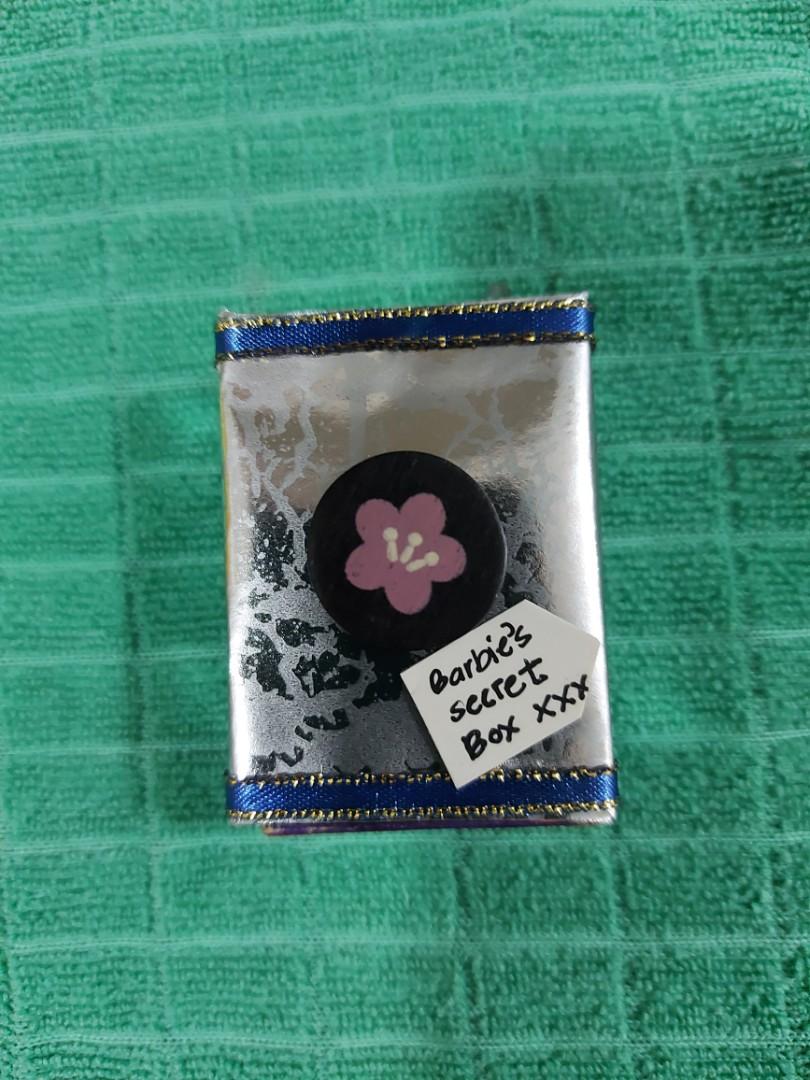 Barbie's
secret
Box xxx